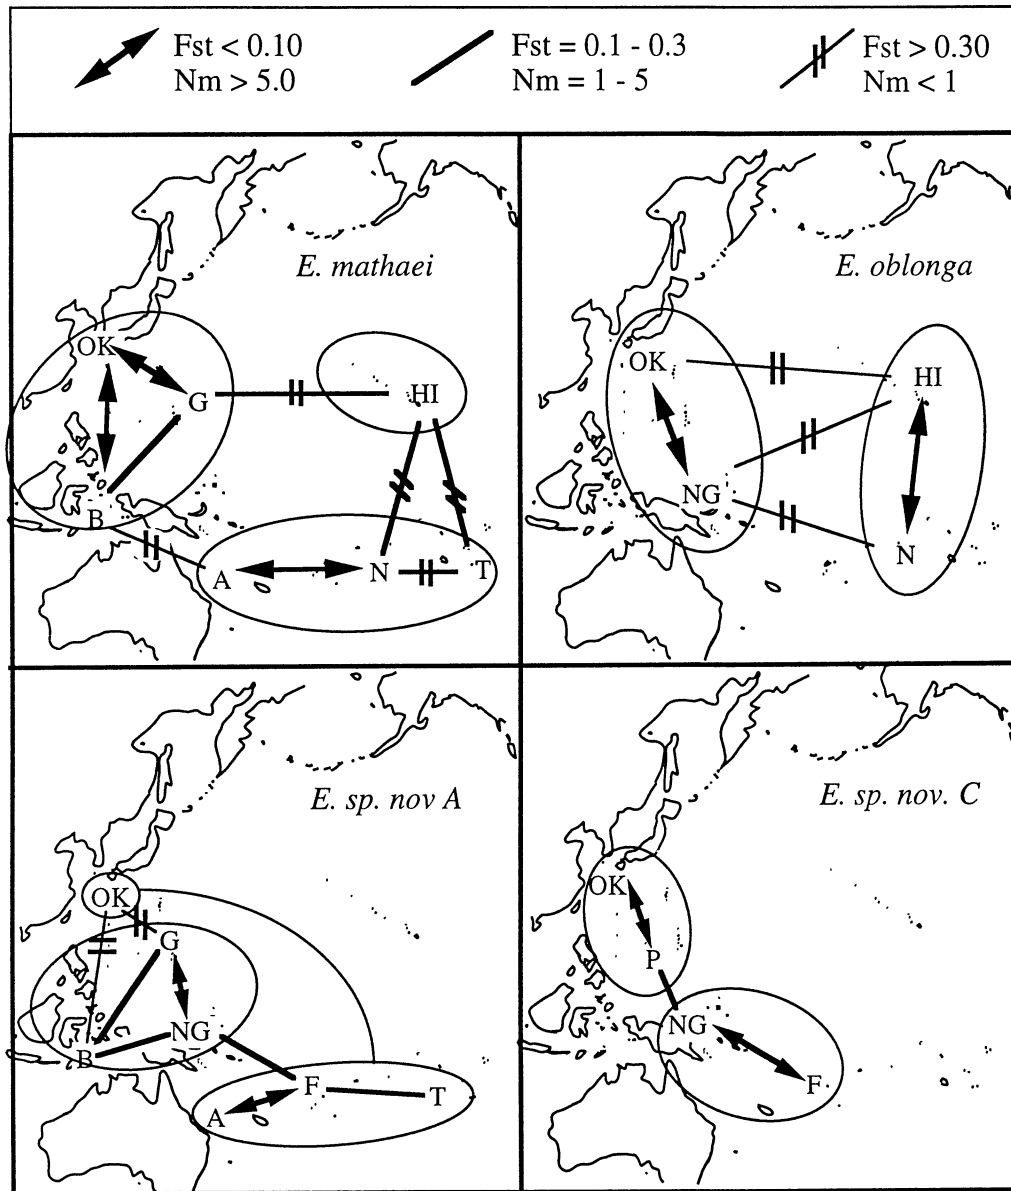 Fst < 0.10
Nm > 5.0
Fst = 0.1 - 0.3
Nm = 1 - 5
Fst > 0.30
Nm < 1
E. mathaei
OK
G
HI
B
A
N
T
E. oblonga
OK
HI
NG
N
E. sp. nov A
OK
G
NG
B
F
T
A
E. sp. nov. C
OK
P
NG
F